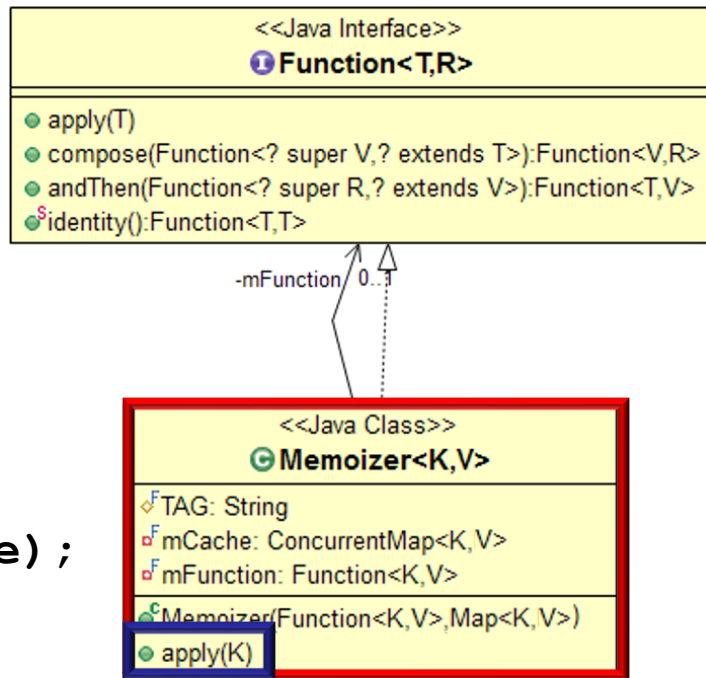 <<Java Interface>>
I Function<T,R>
apply(T)
compose(Function<? super V,? extends T>):Function<V,R>
andThen(Function<? super R,? extends V>):Function<T,V>
S identity():Function<T,T>
-mFunction 0..1
<<Java Class>>
C Memoizer<K,V>
F TAG: String
F mCache: ConcurrentMap<K,V>
e);
F mFunction: Function<K,V>
C Memoizer(Function<K,V>,Map<K,V>)
apply(K)